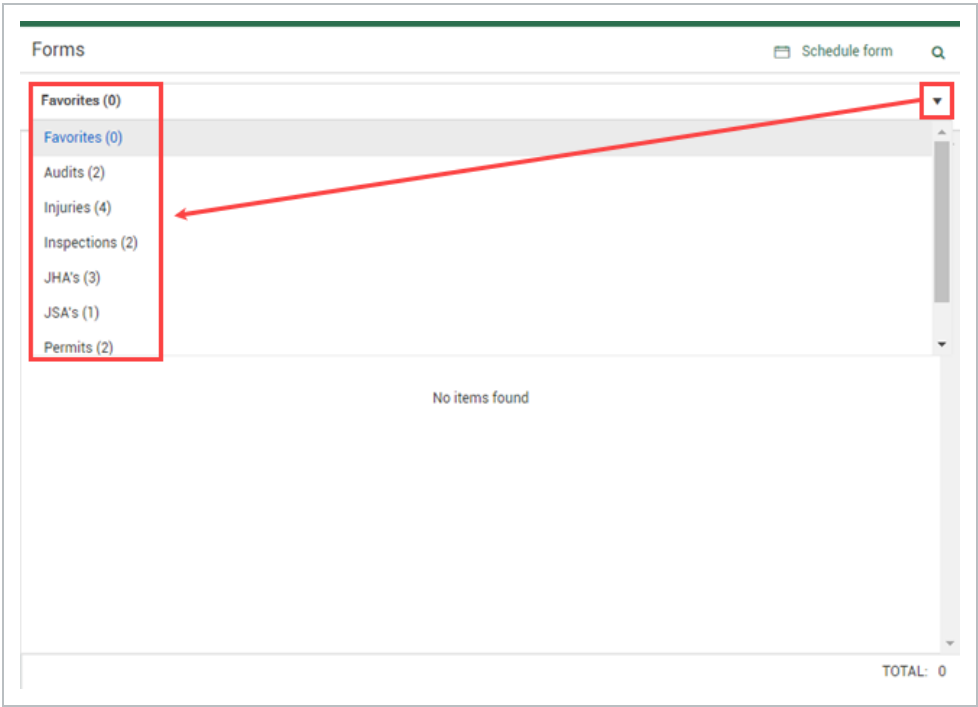 Forms
Schedule form
Favorites (0)
Favorites (0)
Audits (2)
Injuries (4)
Inspections (2)
JHA's (3)
JSA's (1)
Permits (2)
No items found
TOTAL: 0